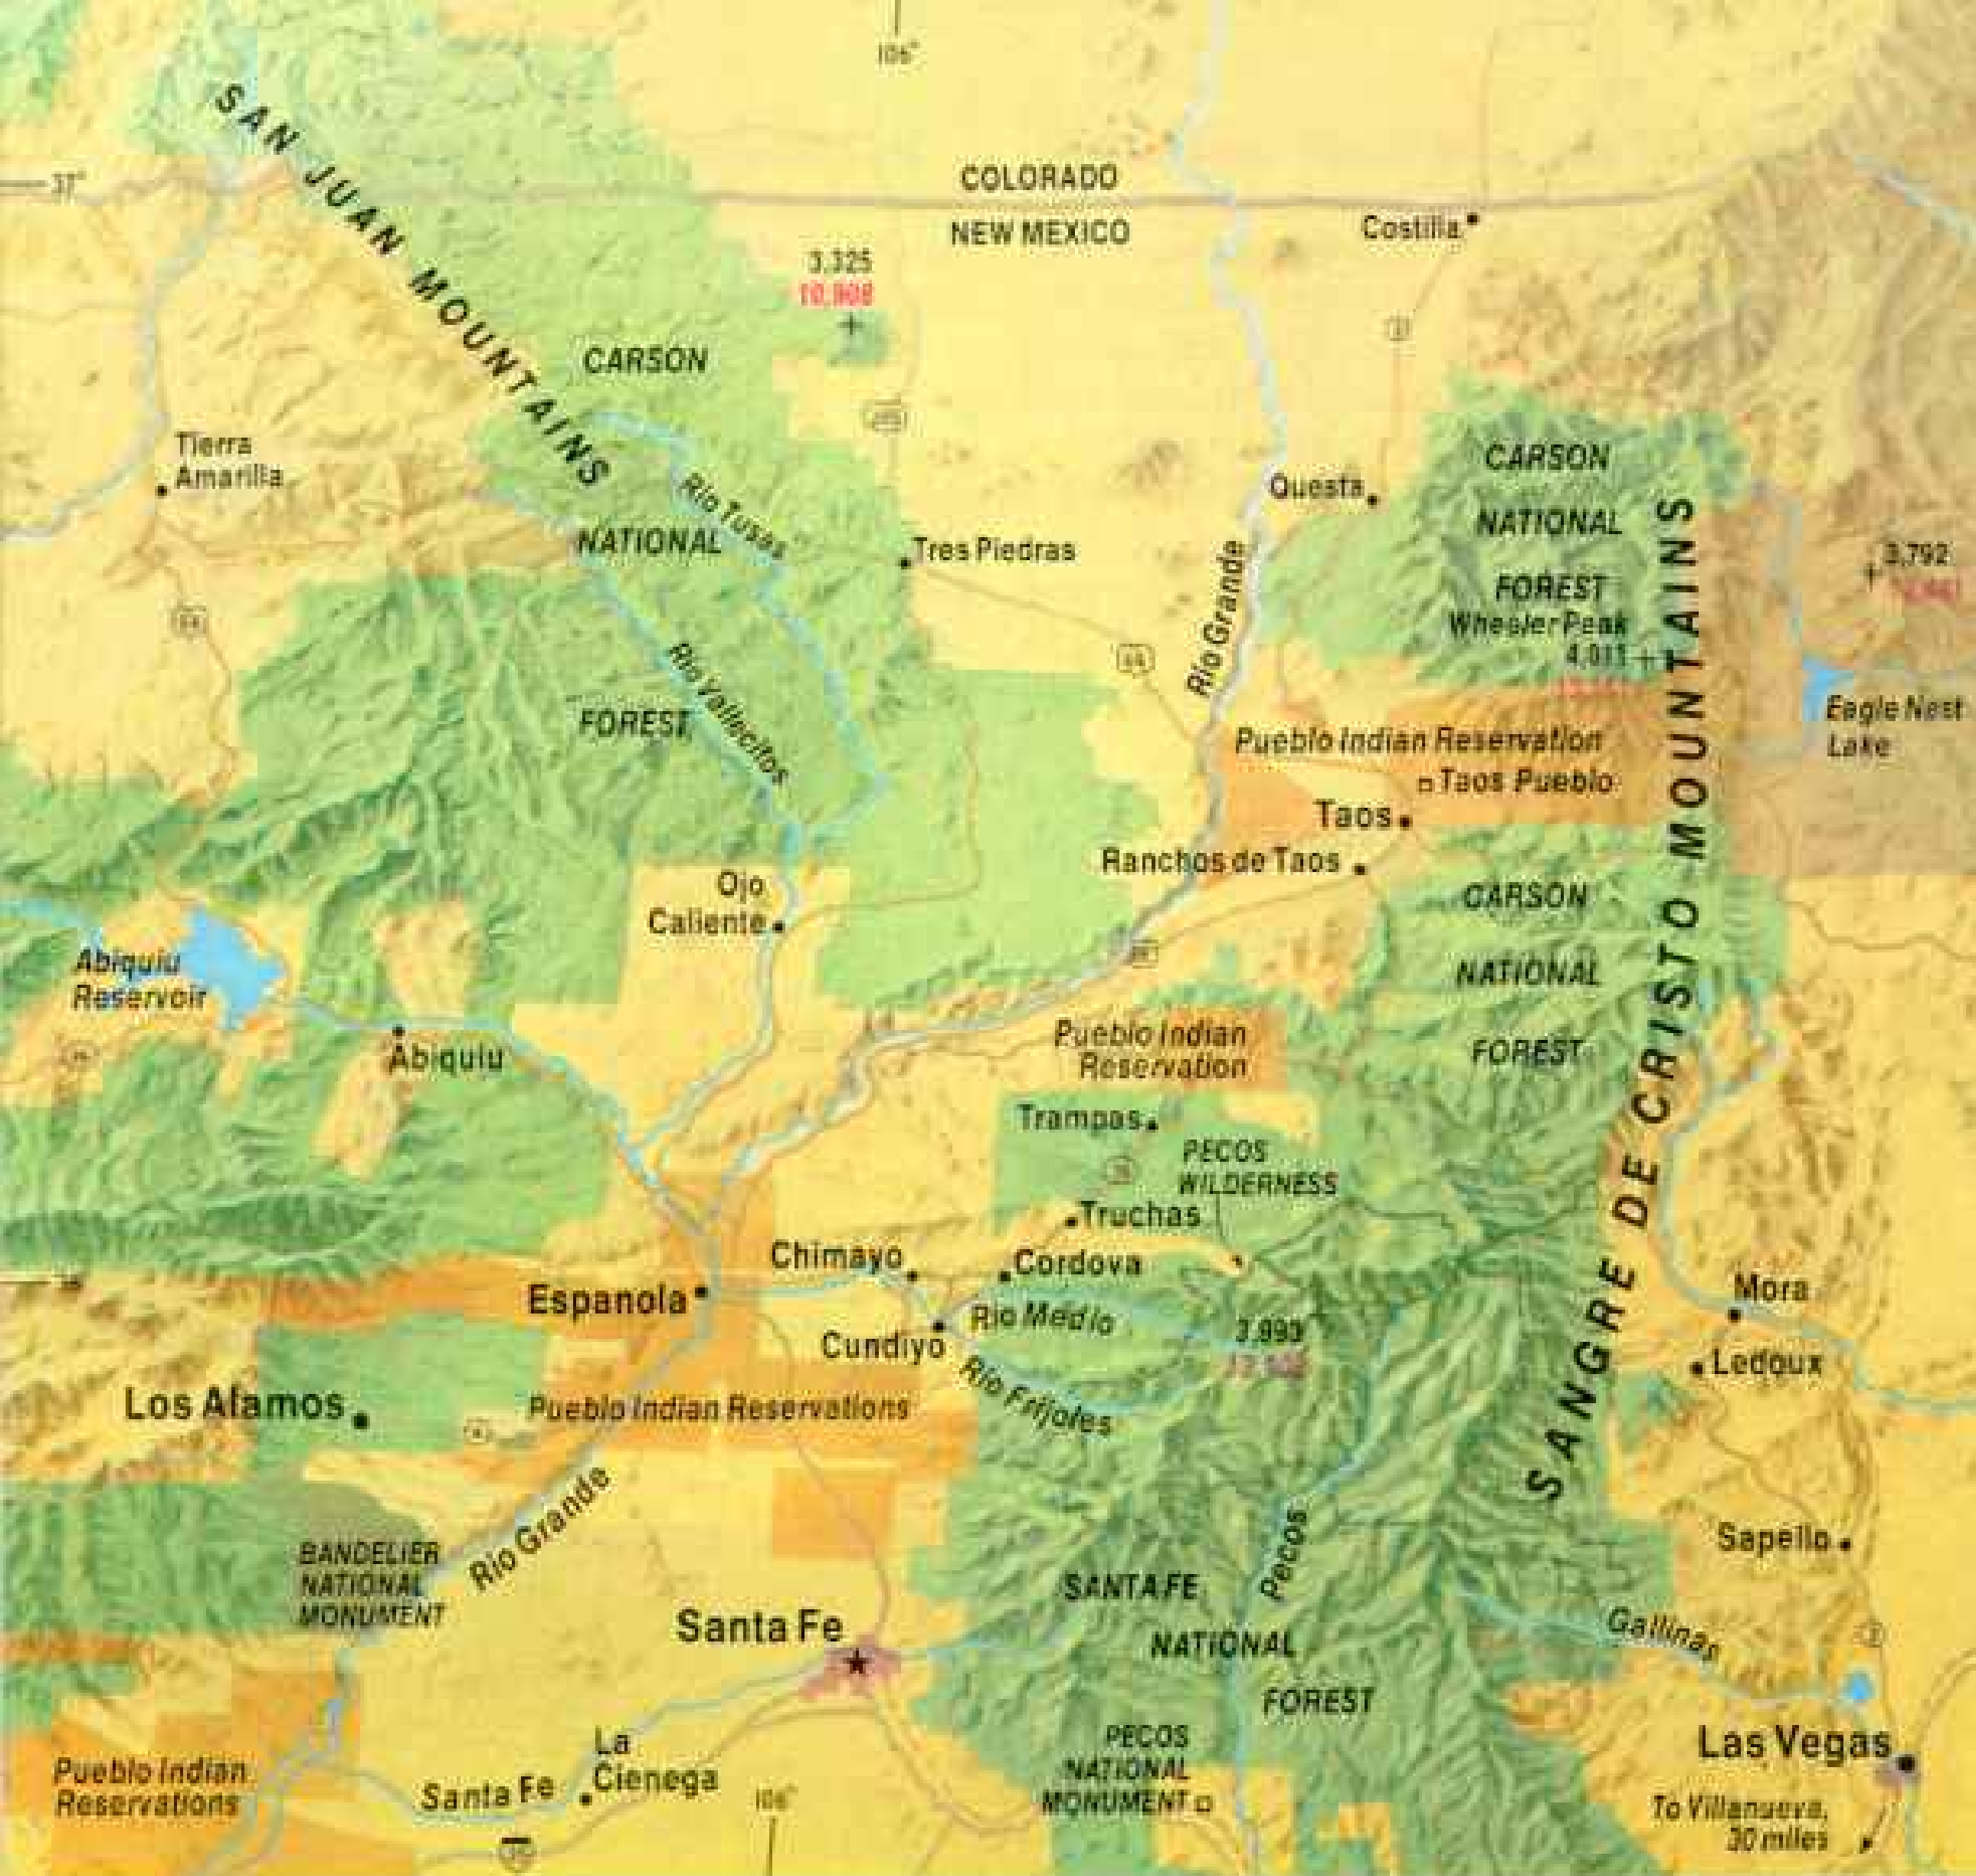 106°
SAN JUAN MOUNTAINS
37°
COLORADO
NEW MEXICO
Costilla
3,325
10,908
CARSON
NATIONAL
FOREST
Tierra
Amarilla
Rio Tusas
Tres Piedras
Rio Vallecitos
Rio Grande
Questa
CARSON
NATIONAL
FOREST
Wheeler Peak
4,011
3,792
SANGRE DE CRISTO MOUNTAINS
64
Eagle Nest
Lake
Pueblo Indian Reservation
Taos Pueblo
Taos
Ranchos de Taos
Ojo
Caliente
CARSON
NATIONAL
FOREST
Abiquiu
Reservoir
Abiquiu
Pueblo Indian
Reservation
Trampas
PECOS
WILDERNESS
Truchas
Chimayo
Cordova
Espanola
Rio Medio
Cundiyo
3,993
Rio Frijoles
Mora
Ledoux
Los Alamos
Pueblo Indian Reservations
Rio Grande
BANDELIER
NATIONAL
MONUMENT
Pecos
Sapello
SANTA FE
NATIONAL
FOREST
Gallinas
Santa Fe
PECOS
NATIONAL
MONUMENT
Las Vegas
La
Cienega
Santa Fe
Pueblo Indian
Reservations
106°
To Villanueva,
30 miles